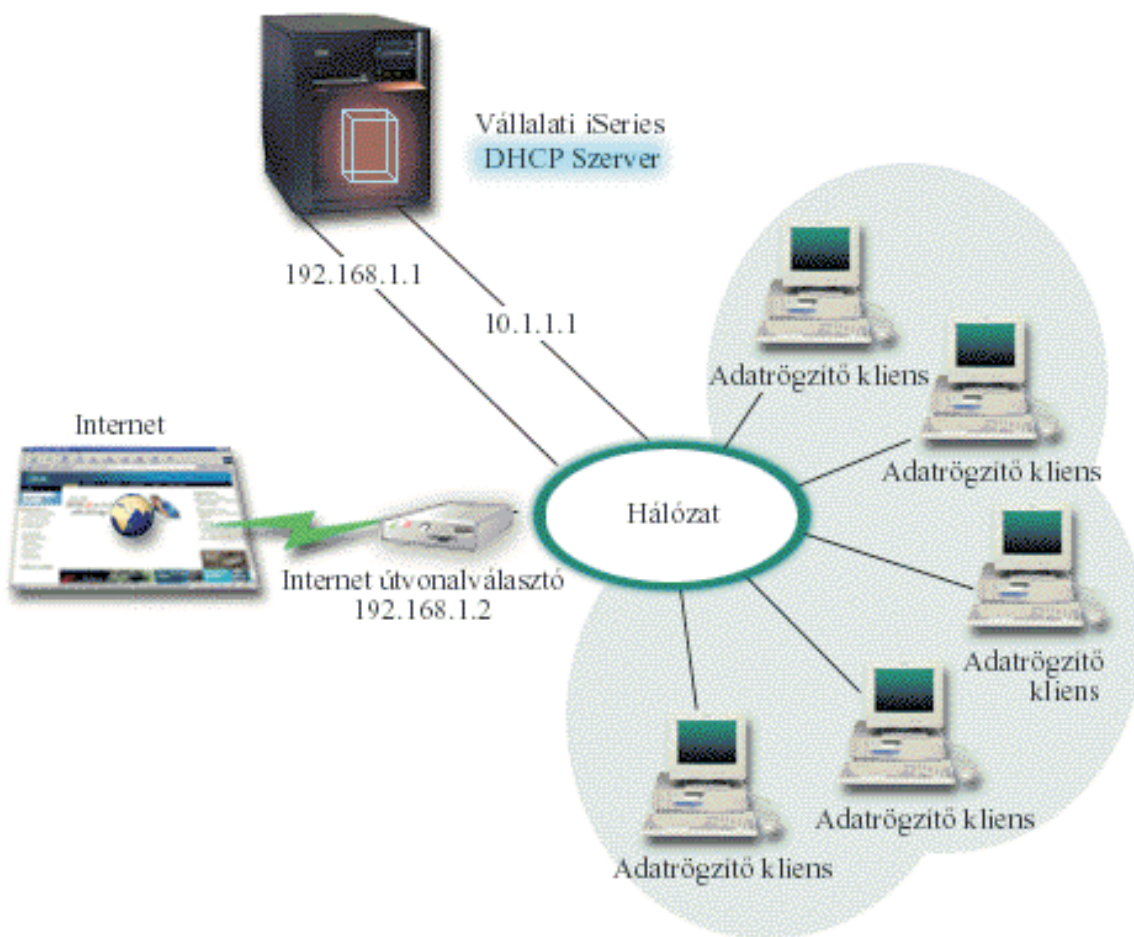 Vállalati iSeries
DHCP Szerver
192.168.1.1
10.1.1.1
Adatrögzítő kliens
Adatrögzítő kliens
Internet
Hálózat
Internet útvonalválasztó
192.168.1.2
Adatrögzítő
kliens
Adatrögzítő kliens
Adatrögzítő kliens